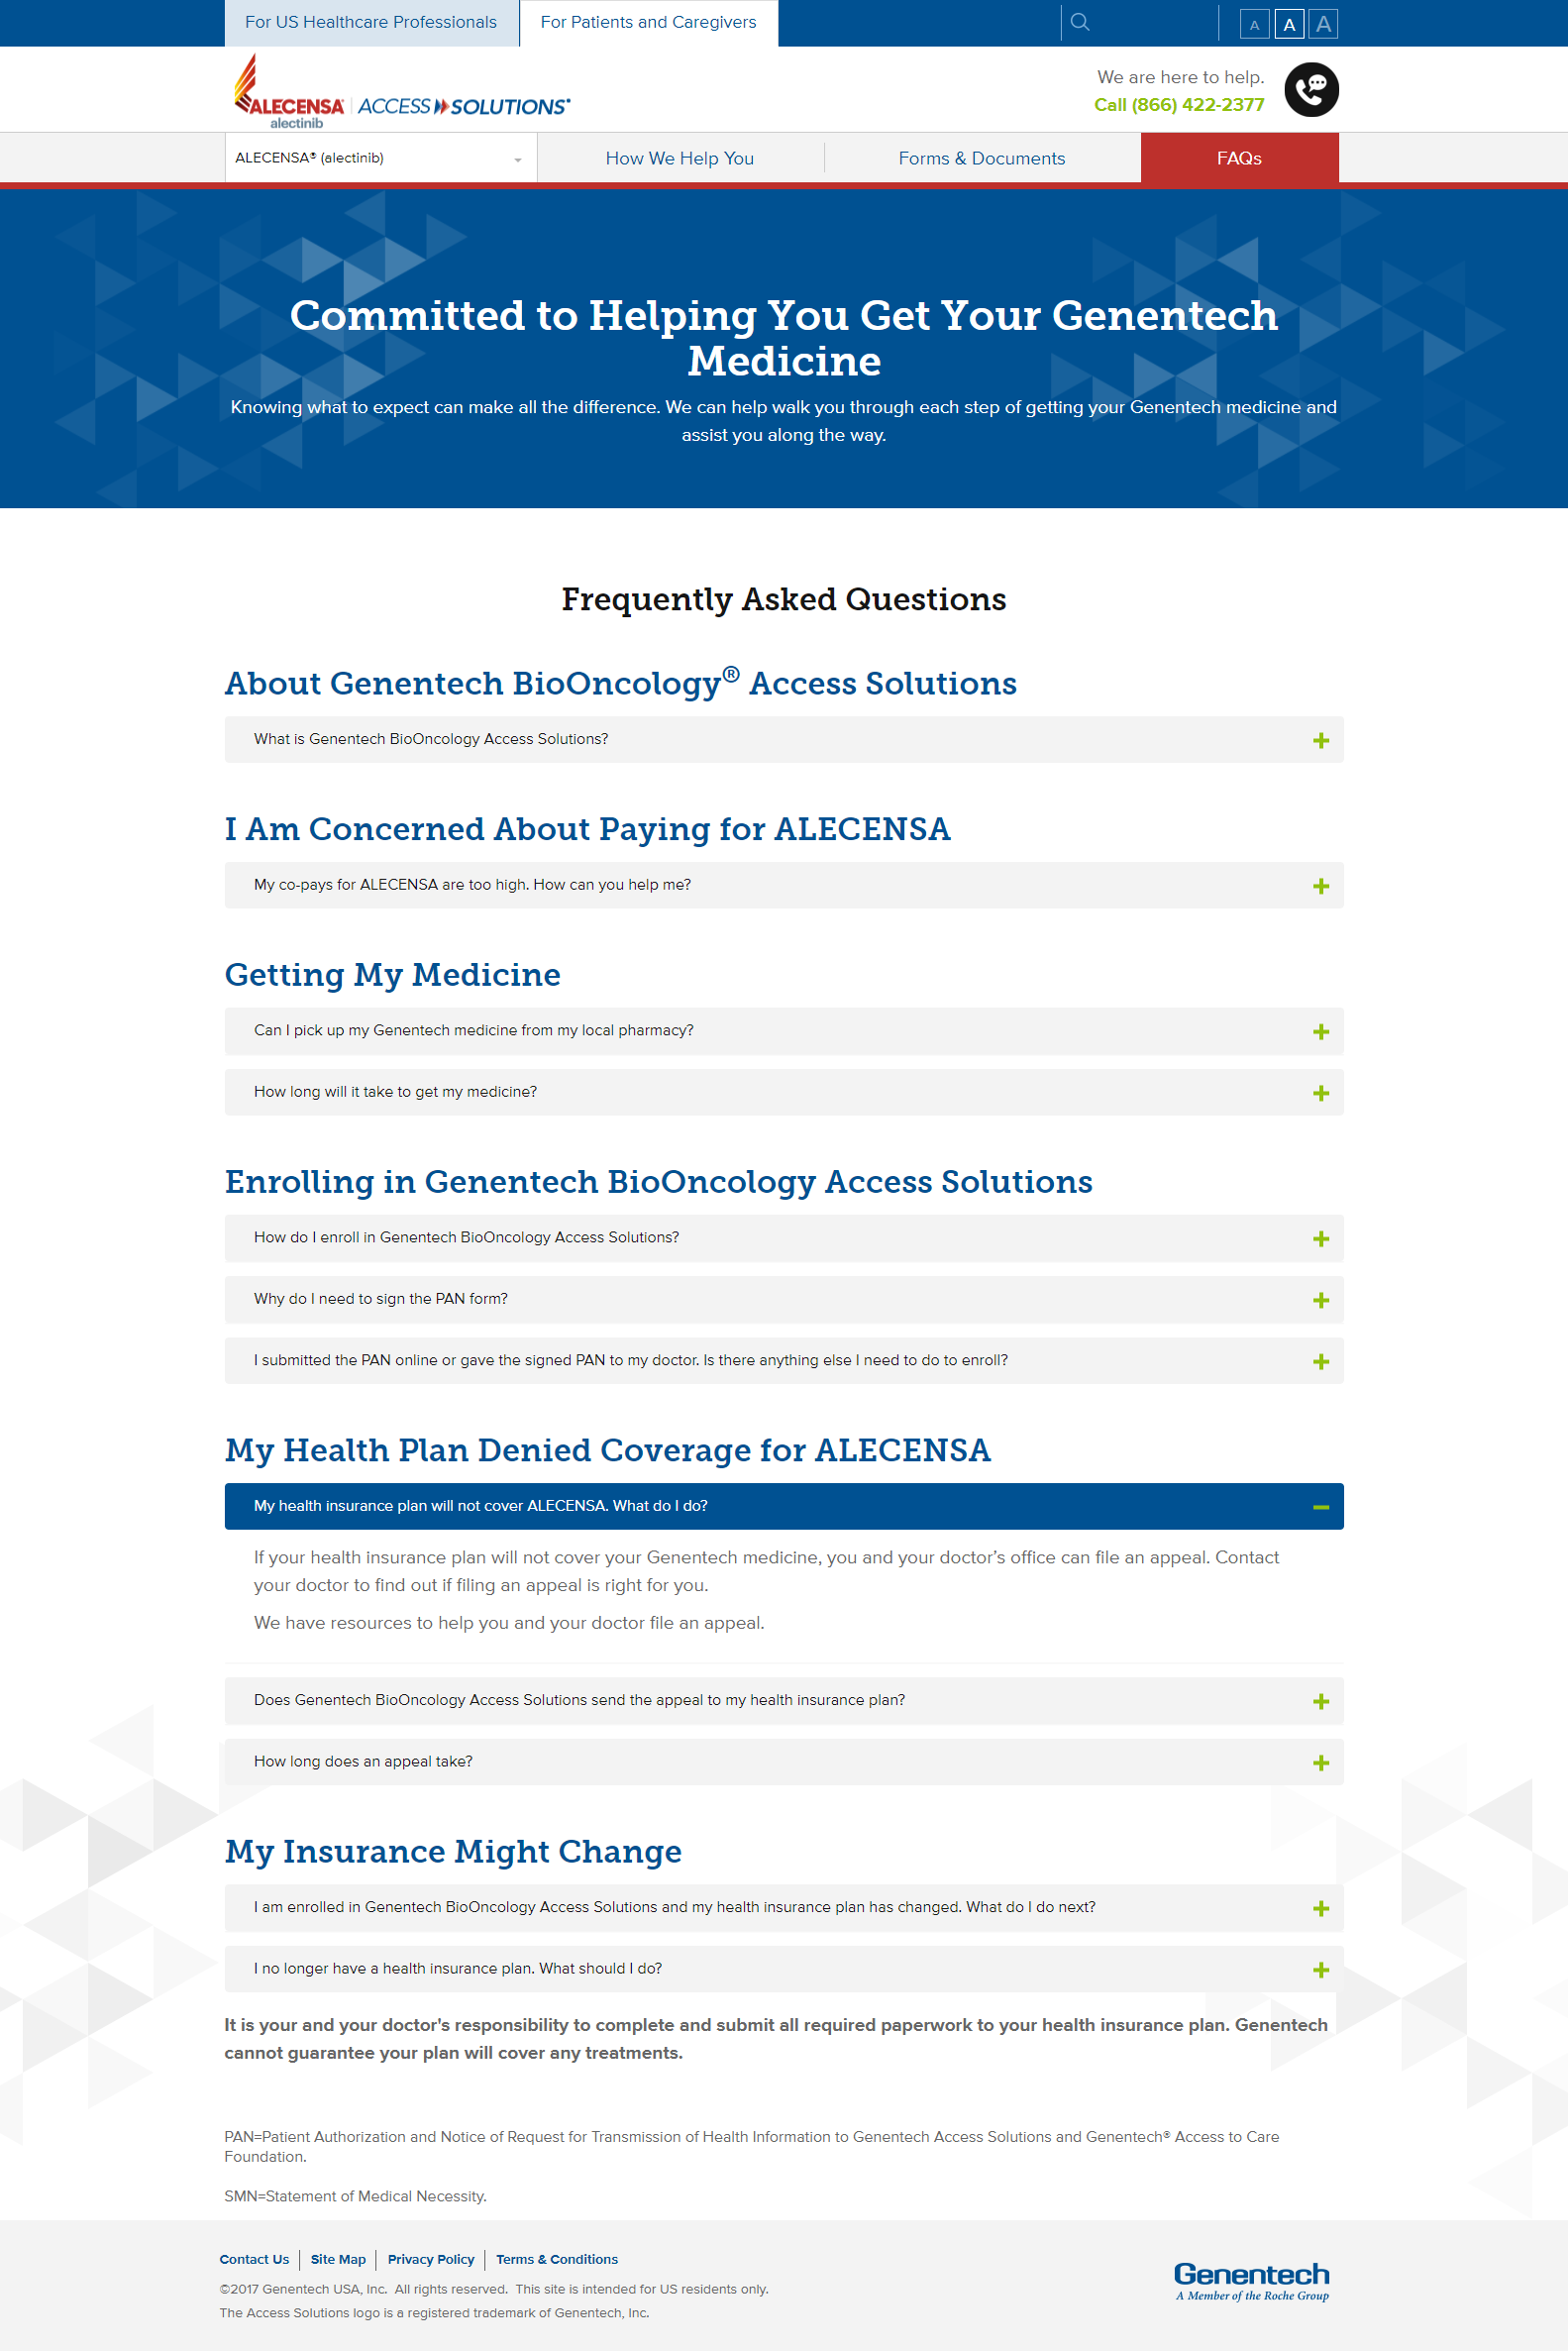 For US Healthcare Professionals
For Patients and Caregivers
A A A
ALECENSA®
alectinib
ACCESS SOLUTIONS®
We are here to help.
Call (866) 422-2377
ALECENSA® (alectinib)
How We Help You
Forms & Documents
FAQs
Committed to Helping You Get Your Genentech
Medicine
Knowing what to expect can make all the difference. We can help walk you through each step of getting your Genentech medicine and
assist you along the way.
Frequently Asked Questions
About Genentech BioOncology® Access Solutions
What is Genentech BioOncology Access Solutions?
I Am Concerned About Paying for ALECENSA
My co-pays for ALECENSA are too high. How can you help me?
Getting My Medicine
Can I pick up my Genentech medicine from my local pharmacy?
How long will it take to get my medicine?
Enrolling in Genentech BioOncology Access Solutions
How do I enroll in Genentech BioOncology Access Solutions?
Why do I need to sign the PAN form?
I submitted the PAN online or gave the signed PAN to my doctor. Is there anything else I need to do to enroll?
My Health Plan Denied Coverage for ALECENSA
My health insurance plan will not cover ALECENSA. What do I do?
If your health insurance plan will not cover your Genentech medicine, you and your doctor’s office can file an appeal. Contact
your doctor to find out if filing an appeal is right for you.
We have resources to help you and your doctor file an appeal.
Does Genentech BioOncology Access Solutions send the appeal to my health insurance plan?
How long does an appeal take?
My Insurance Might Change
I am enrolled in Genentech BioOncology Access Solutions and my health insurance plan has changed. What do I do next?
I no longer have a health insurance plan. What should I do?
It is your and your doctor's responsibility to complete and submit all required paperwork to your health insurance plan. Genentech
cannot guarantee your plan will cover any treatments.
PAN=Patient Authorization and Notice of Request for Transmission of Health Information to Genentech Access Solutions and Genentech® Access to Care
Foundation.
SMN=Statement of Medical Necessity.
Contact Us
Site Map
Privacy Policy
Terms & Conditions
©2017 Genentech USA, Inc. All rights reserved. This site is intended for US residents only.
The Access Solutions logo is a registered trademark of Genentech, Inc.
Genentech
A Member of the Roche Group